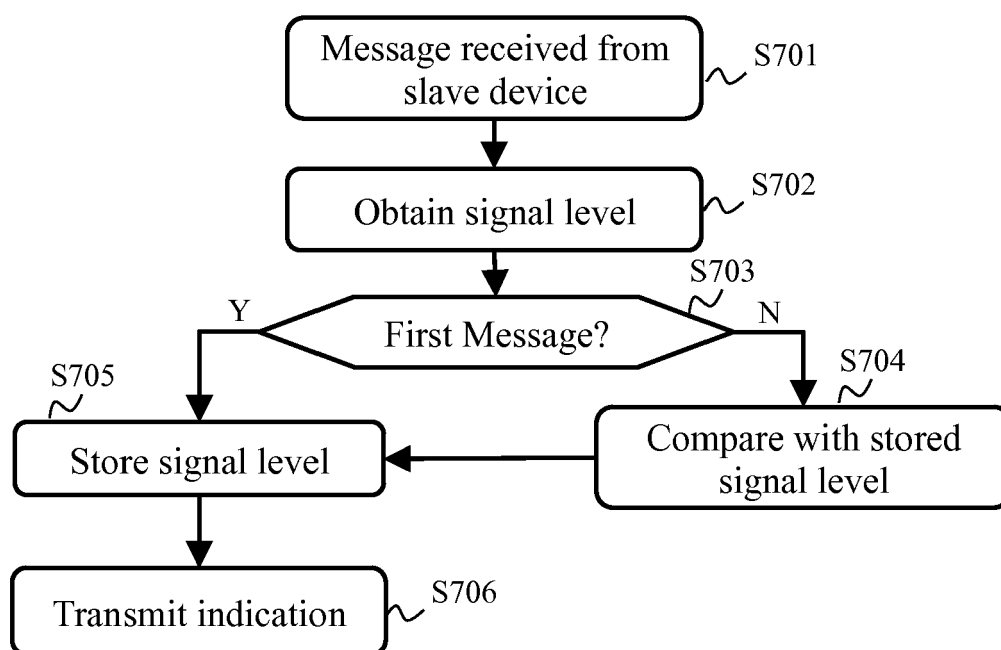 Message received from
slave device
S701
S702
Obtain signal level
S703
Y
First Message?
N
S705
S704
Store signal level
Compare with stored
signal level
S706
Transmit indication